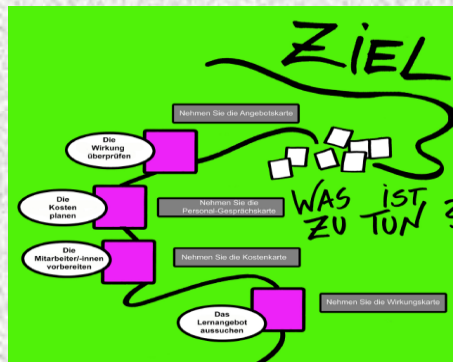 ZIEL
Nehmen Sie die Angebotskarte
Die
Wirkung
überprüfen
WAS IST
ZU TUN ?
Die
Kosten
planen
Nehmen Sie die
Personal-Gesprächskarte
Die
Mitarbeiter/-innen
vorbereiten
Nehmen Sie die Kostenkarte
Nehmen Sie die Wirkungskarte
Das
Lernangebot
aussuchen